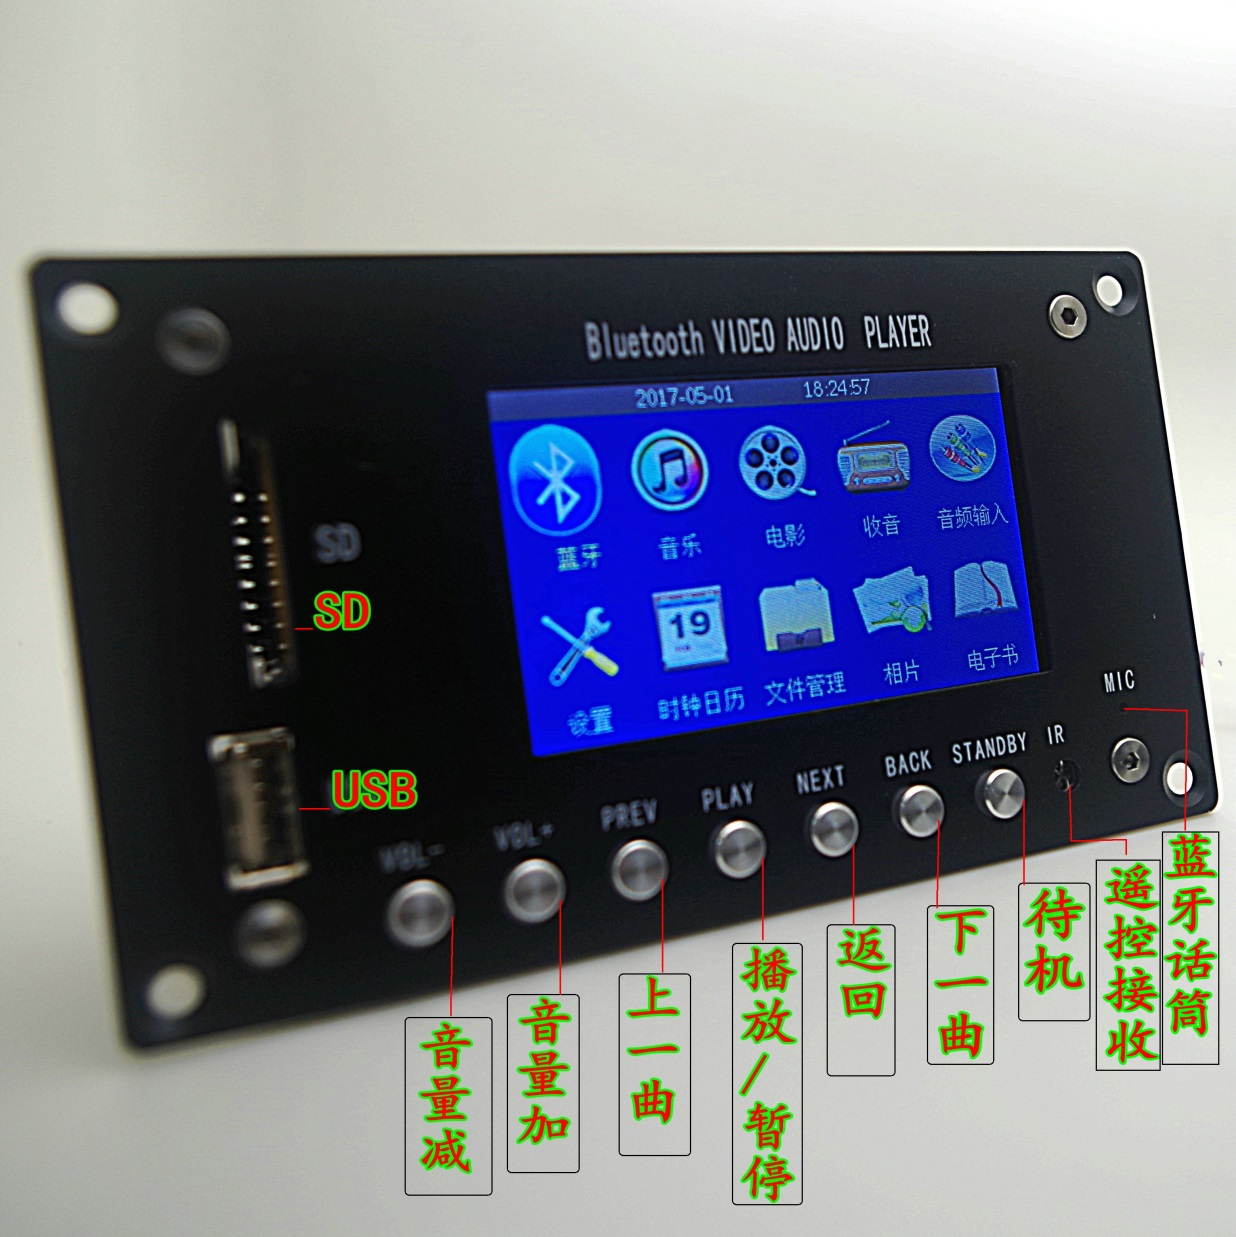 Bluetooth VIDEO AUDIO PLAYER
2017-05-01 18:24:57
蓝牙 音乐 电影 收音 音频输入
设置 时钟日历 文件管理 相片 电子书
SD
SD
USB
MIC
VOL- VOL+ PREV PLAY NEXT BACK STANDBY IR
音量减
音量加
上一曲
播放/暂停
返回
下一曲
待机
遥控接收
蓝牙话筒
19